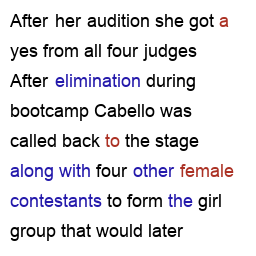 After her audition she got a
yes from all four judges
After elimination during
bootcamp Cabello was
called back to the stage
along with four other female
contestants to form the girl
group that would later